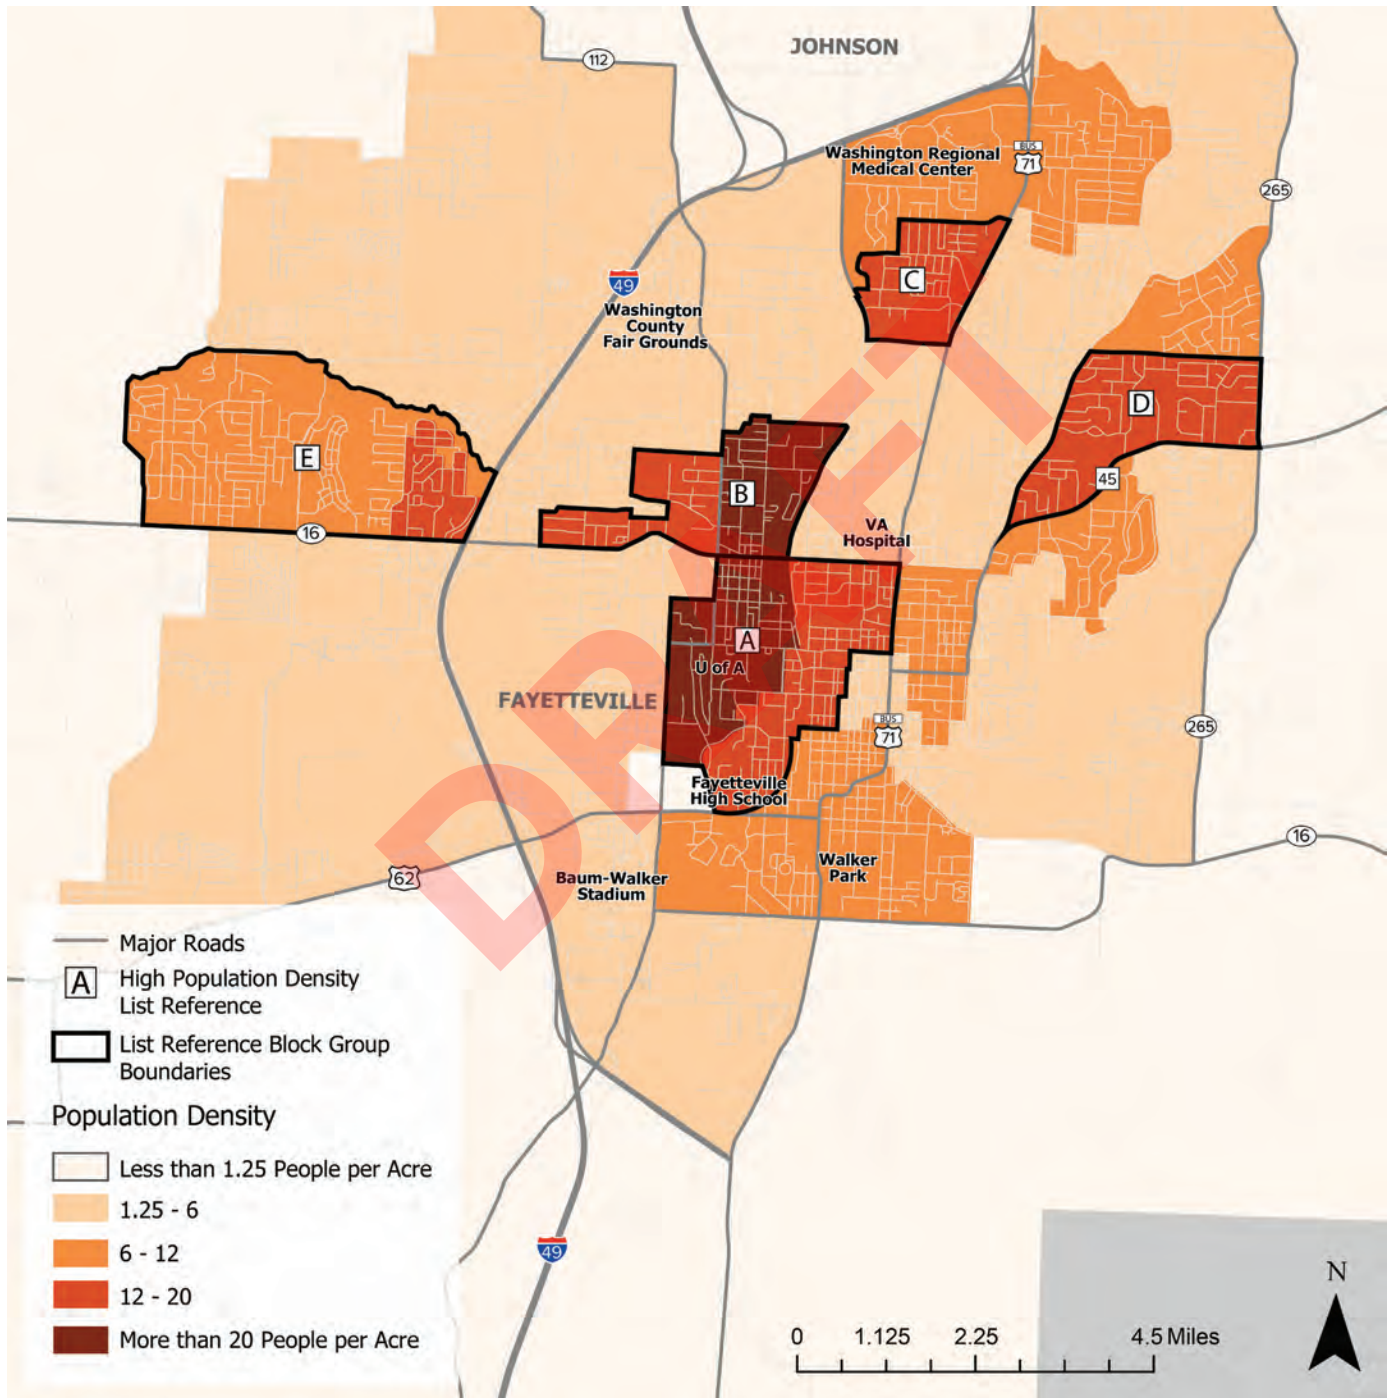 JOHNSON
112
Washington Regional
Medical Center
BUS
71
265
49
Washington
County
Fair Grounds
C
D
E
B
45
16
VA
Hospital
A
U of A
FAYETTEVILLE
BUS
71
265
Fayetteville
High School
16
Walker
Park
62
Baum-Walker
Stadium
DRAFT
Major Roads
A
High Population Density
List Reference
List Reference Block Group
Boundaries
Population Density
Less than 1.25 People per Acre
1.25 - 6
6 - 12
12 - 20
More than 20 People per Acre
49
N
0 1.125 2.25 4.5 Miles